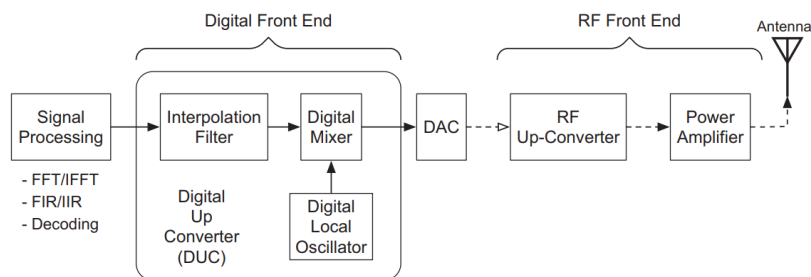 Digital Front End
RF Front End
Antenna
Signal
Processing
Interpolation
Filter
Digital
Mixer
DAC
RF
Up-Converter
Power
Amplifier
- FFT/IFFT
- FIR/IIR
- Decoding
Digital
Up
Converter
(DUC)
Digital
Local
Oscillator